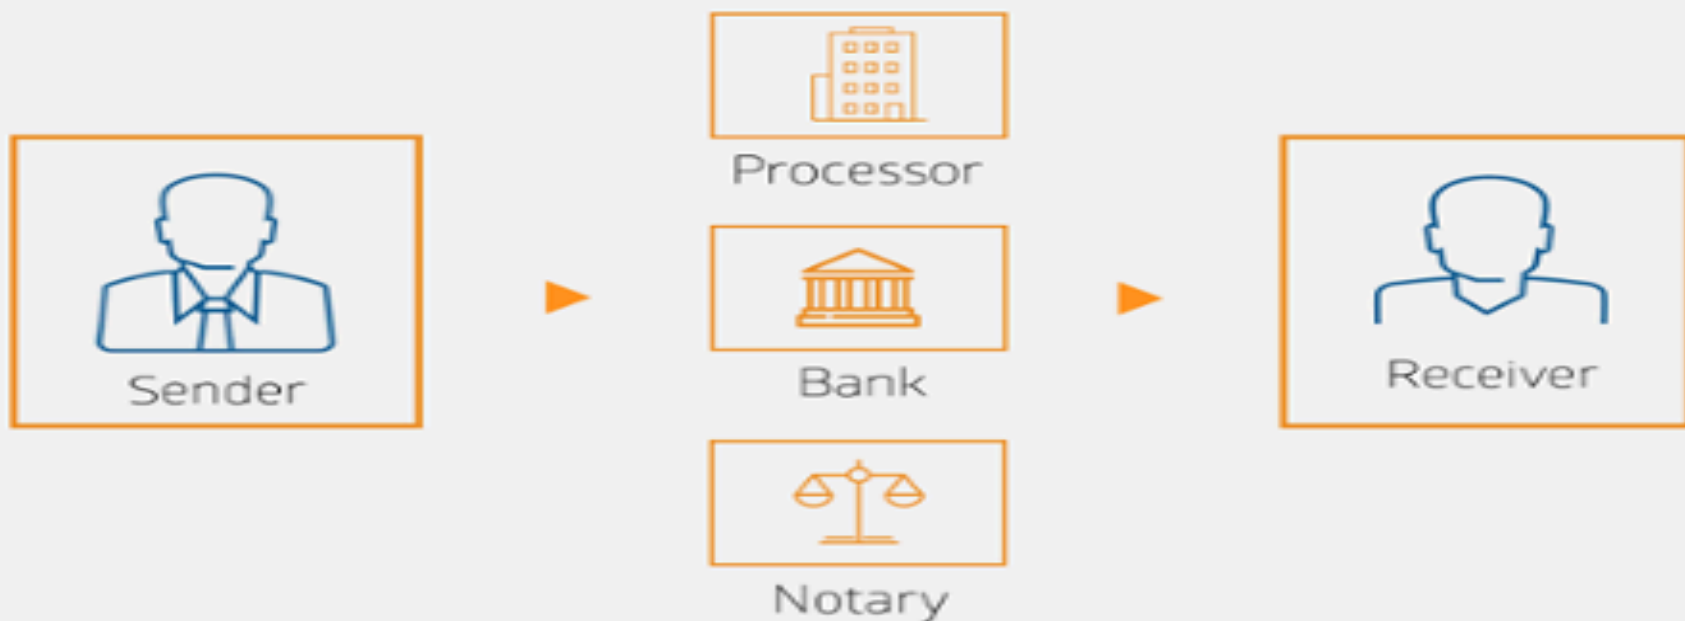 Sender
Processor
Bank
Notary
Receiver